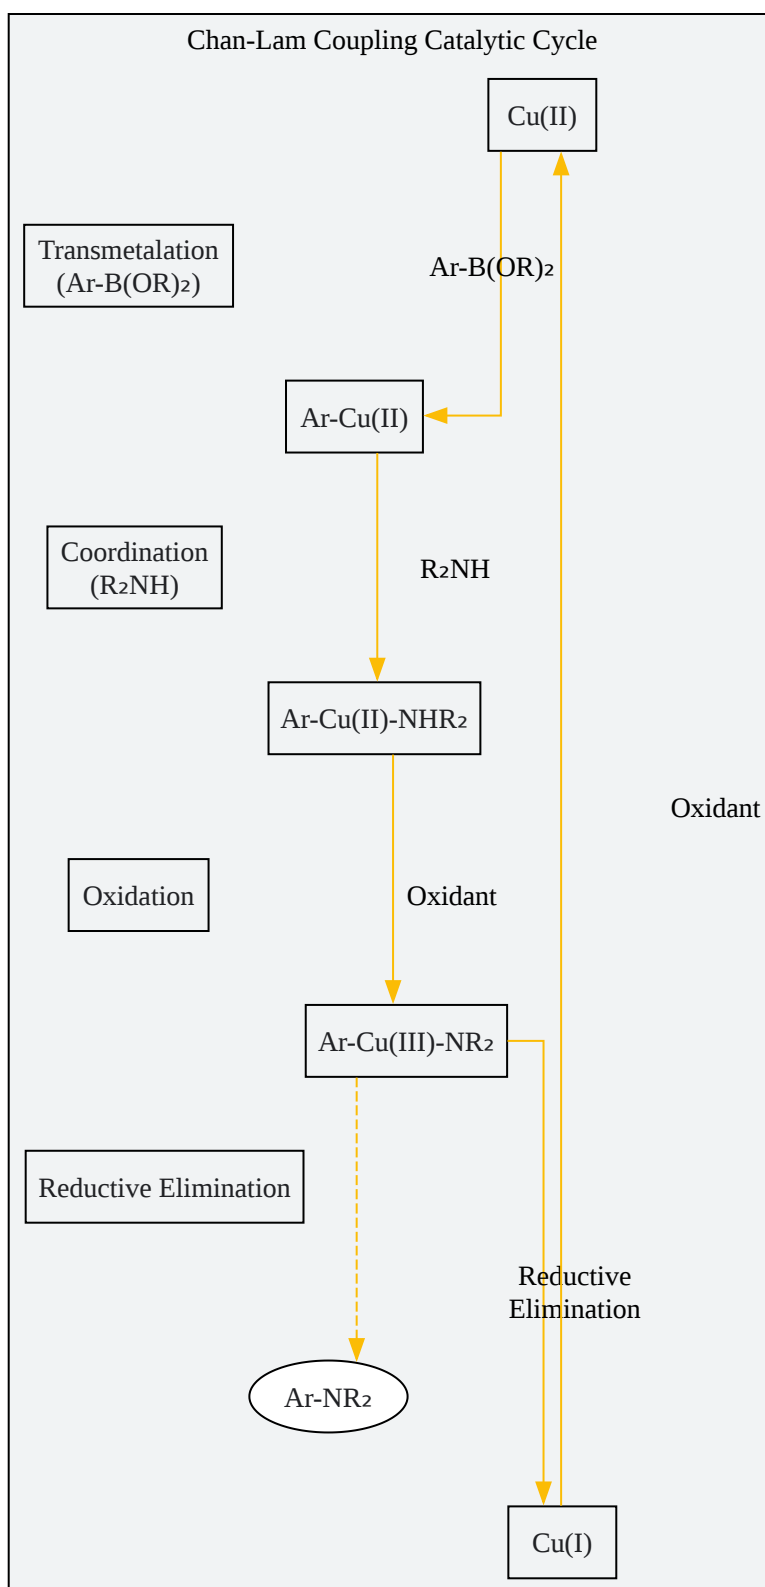 Chan-Lam Coupling Catalytic Cycle
Cu(II)
Transmetalation
(Ar-B(OR)₂)
Ar-B(OR)₂
Ar-Cu(II)
Coordination
(R₂NH)
R₂NH
Ar-Cu(II)-NHR₂
Oxidant
Oxidation
Oxidant
Ar-Cu(III)-NR₂
Reductive Elimination
Reductive
Elimination
Ar-NR₂
Cu(I)